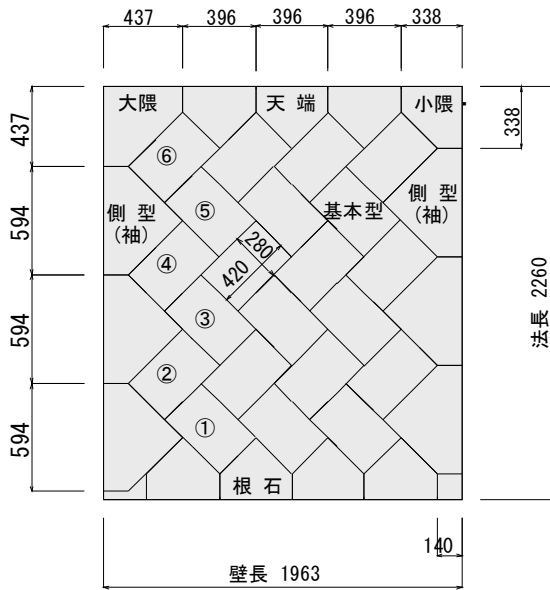 437 396 396 396 338
大隈 天端 小隈
437
338
⑥
594
側型
(袖)
⑤
基本型
側型
(袖)
280
420
④
594
③
法長 2260
②
594
①
根石
140
壁長 1963